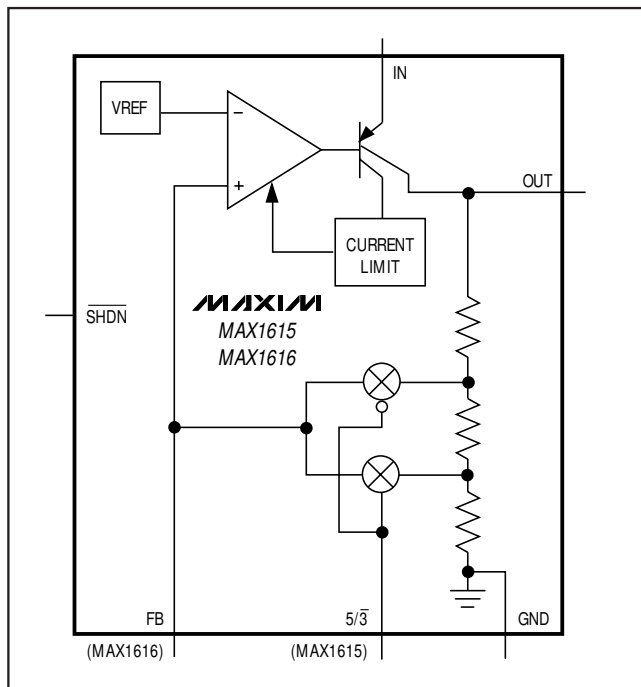 IN
VREF
−
+
OUT
CURRENT
LIMIT
MAXIM
SHDN
MAX1615
MAX1616
FB
5/3̅
GND
(MAX1616)
(MAX1615)